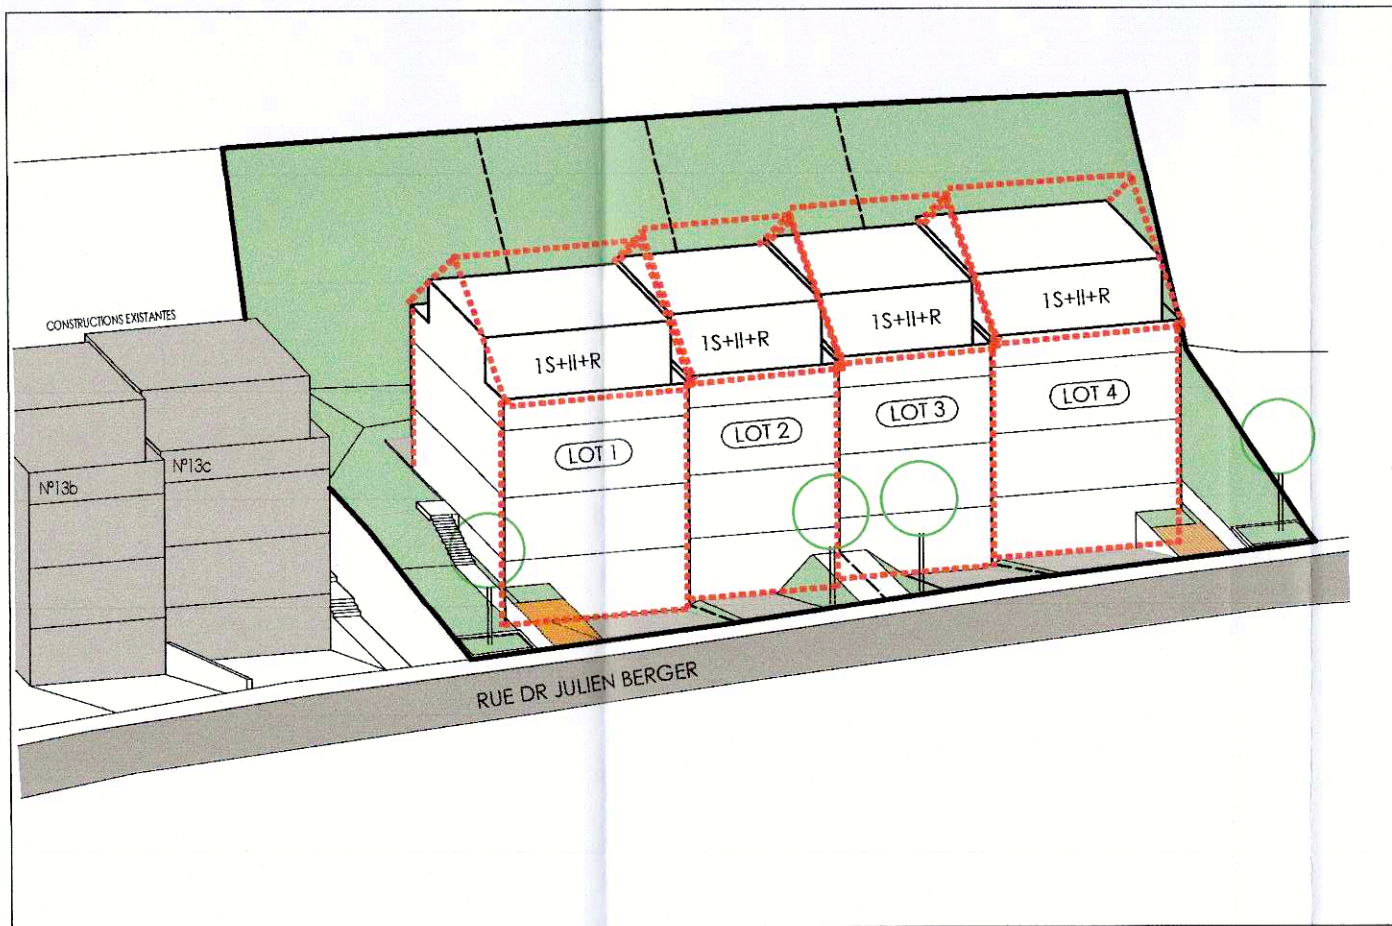 CONSTRUCTIONS EXISTANTES
N°13b
N°13c
1S+II+R
1S+II+R
1S+II+R
1S+II+R
LOT 1
LOT 2
LOT 3
LOT 4
RUE DR JULIEN BERGER